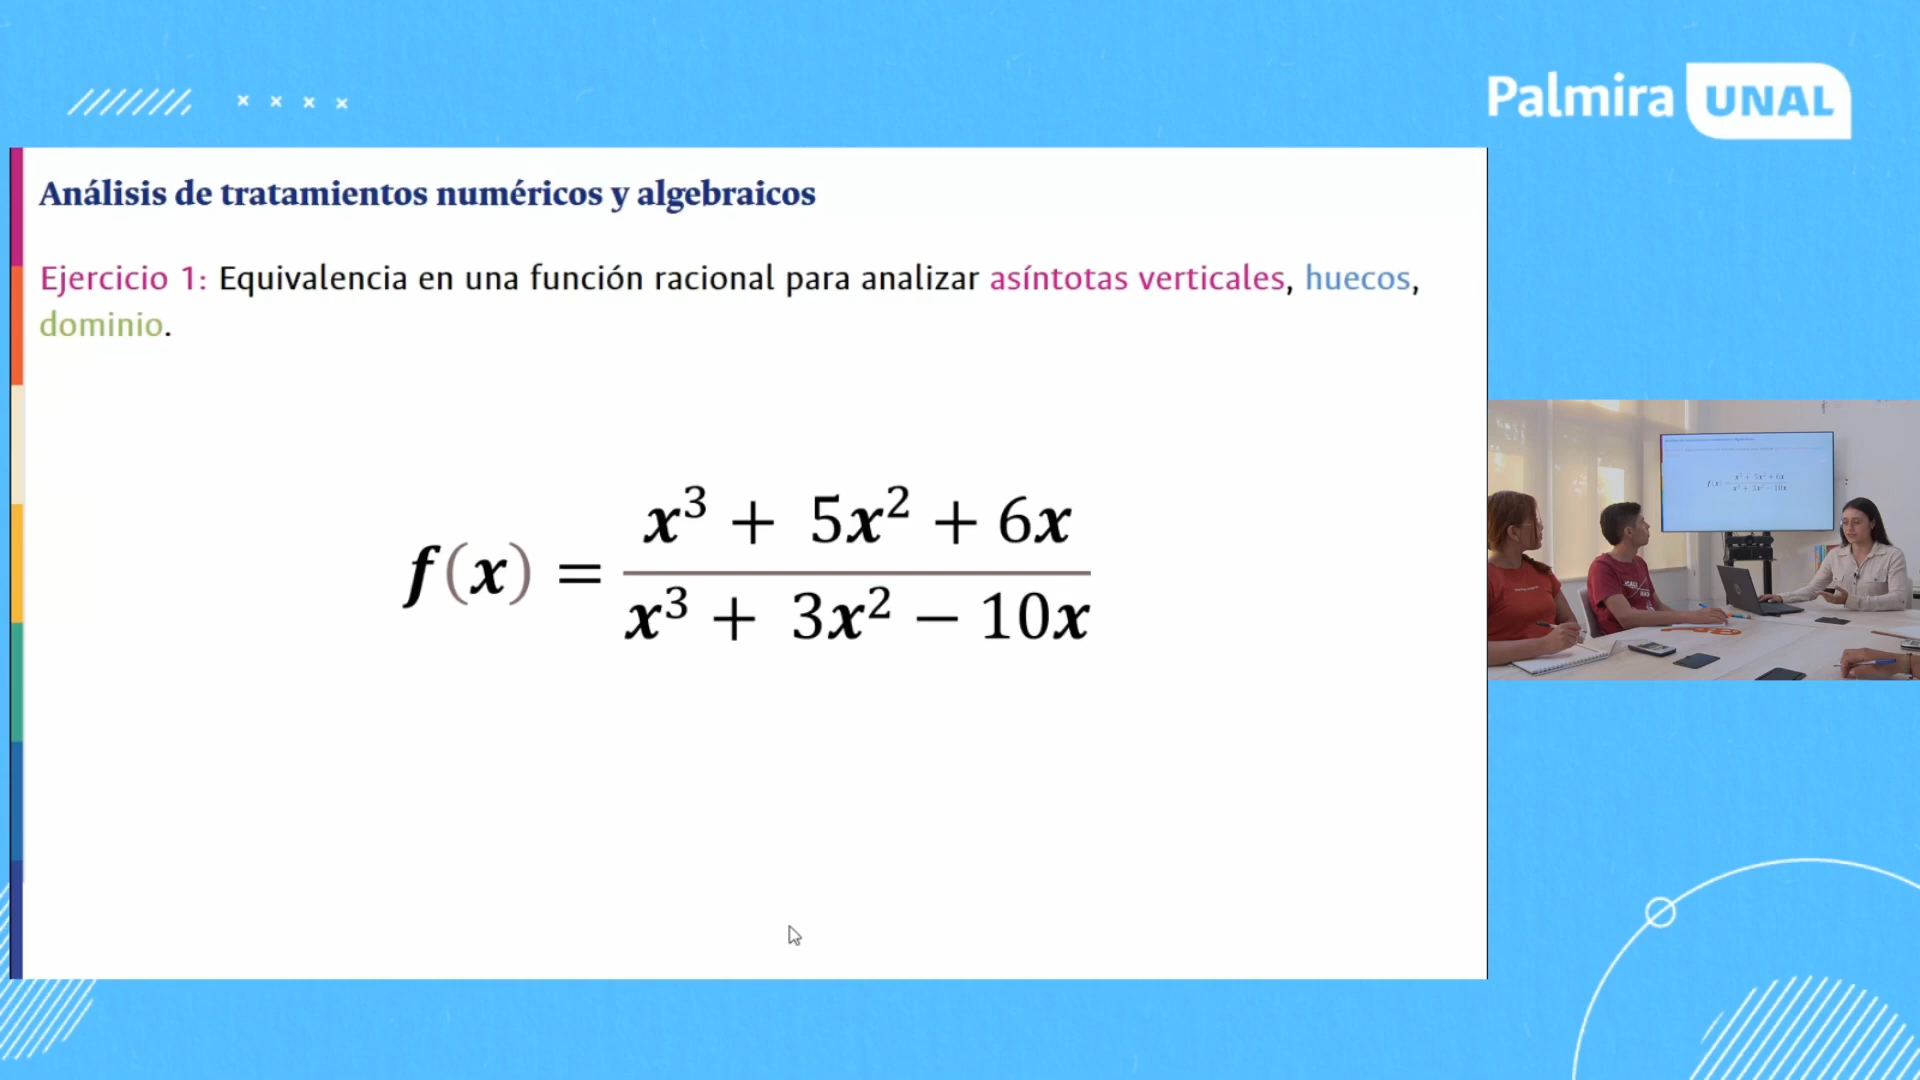 Palmira UNAL
Análisis de tratamientos numéricos y algebraicos
Ejercicio 1: Equivalencia en una función racional para analizar asíntotas verticales, huecos,
dominio.
f(x) = (x³ + 5x² + 6x) / (x³ + 3x² − 10x)